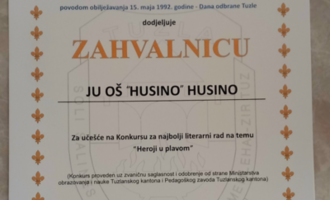 povodom obilježavanja 15. maja 1992. godine - Dana odbrane Tuzle
dodjeljuje
ZAHVALNICU
JU OŠ "HUSINO" HUSINO
Za učešće na Konkursu za najbolji literarni rad na temu
"Heroji u plavom"
(Konkurs proveden uz zvaničnu saglasnost i odobrenje od strane Ministarstva
obrazovanja i nauke Tuzlanskog kantona i Pedagoškog zavoda Tuzlanskog kantona)